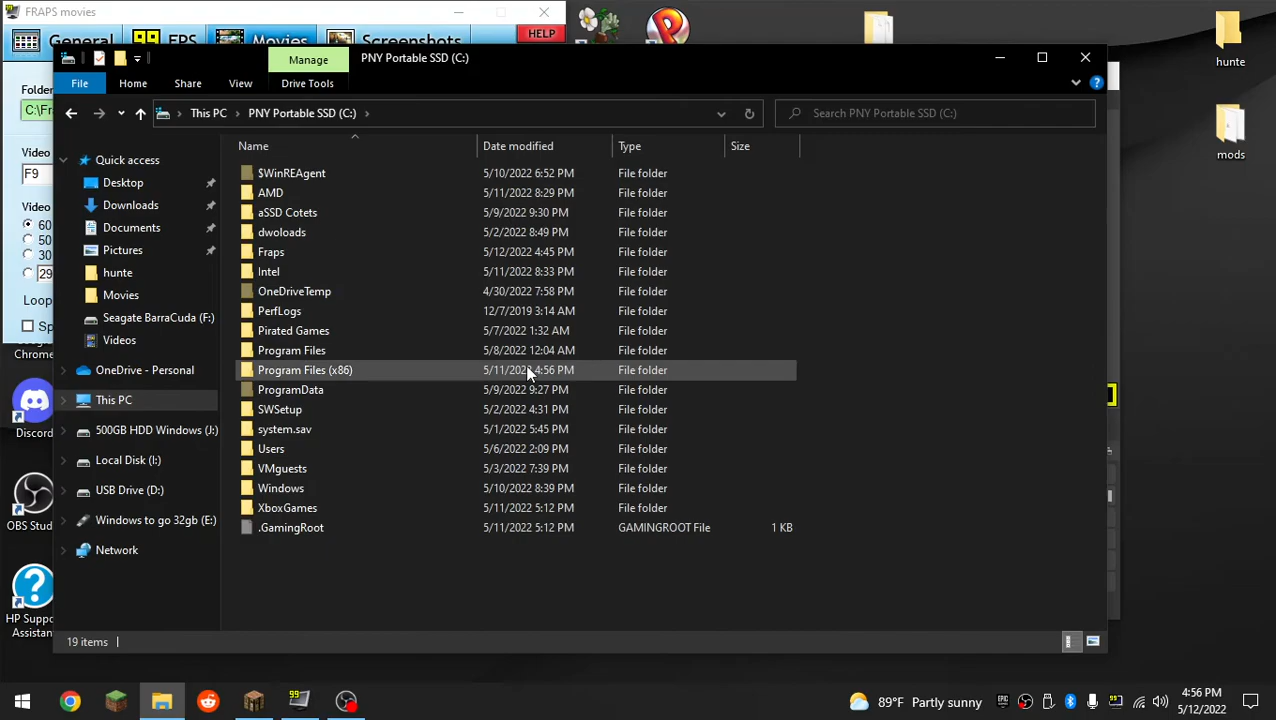 FRAPS movies
General
99 FPS
Movies
Screenshots
HELP
Manage
PNY Portable SSD (C:)
File
Home
Share
View
Drive Tools
This PC
PNY Portable SSD (C:)
Search PNY Portable SSD (C:)
Folder
C:\Fra
Video
F9
Video
60
50
30
29
Loop
Sp
Name
Date modified
Type
Size
Quick access
Desktop
Downloads
Documents
Pictures
hunte
Movies
Seagate BarraCuda (F:)
Videos
OneDrive - Personal
This PC
500GB HDD Windows (J:)
Local Disk (I:)
USB Drive (D:)
Windows to go 32gb (E:)
Network
$WinREAgent 5/10/2022 6:52 PM File folder
AMD 5/11/2022 8:29 PM File folder
aSSD Cotets 5/9/2022 9:30 PM File folder
dwoloads 5/2/2022 8:49 PM File folder
Fraps 5/12/2022 4:45 PM File folder
Intel 5/11/2022 8:33 PM File folder
OneDriveTemp 4/30/2022 7:58 PM File folder
PerfLogs 12/7/2019 3:14 AM File folder
Pirated Games 5/7/2022 1:32 AM File folder
Program Files 5/8/2022 12:04 AM File folder
Program Files (x86) 5/11/2022 4:56 PM File folder
ProgramData 5/9/2022 9:27 PM File folder
SWSetup 5/2/2022 4:31 PM File folder
system.sav 5/1/2022 5:45 PM File folder
Users 5/6/2022 2:09 PM File folder
VMguests 5/3/2022 7:39 PM File folder
Windows 5/10/2022 8:39 PM File folder
XboxGames 5/11/2022 5:12 PM File folder
.GamingRoot 5/11/2022 5:12 PM GAMINGROOT File 1 KB
19 items
hunte
mods
Chrome
Discord
OBS Stud
HP Suppo
Assistan
99
89°F Partly sunny
EPIC
4:56 PM
5/12/2022